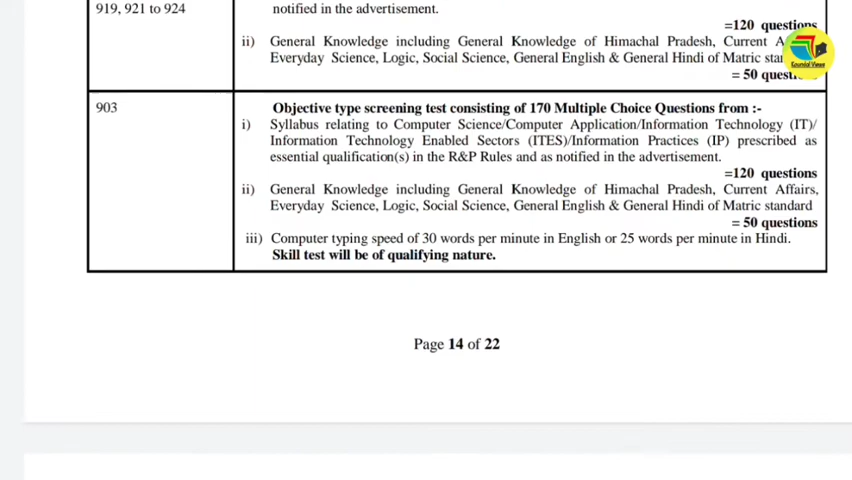 919, 921 to 924
notified in the advertisement.
=120 questions
ii) General Knowledge including General Knowledge of Himachal Pradesh, Current
Everyday Science, Logic, Social Science, General English & General Hindi of Matric
= 50
Kounsial Views
903
Objective type screening test consisting of 170 Multiple Choice Questions from :-
i) Syllabus relating to Computer Science/Computer Application/Information Technology (IT)/
Information Technology Enabled Sectors (ITES)/Information Practices (IP) prescribed as
essential qualification(s) in the R&P Rules and as notified in the advertisement.
=120 questions
ii) General Knowledge including General Knowledge of Himachal Pradesh, Current Affairs,
Everyday Science, Logic, Social Science, General English & General Hindi of Matric standard
= 50 questions
iii) Computer typing speed of 30 words per minute in English or 25 words per minute in Hindi.
Skill test will be of qualifying nature.
Page 14 of 22